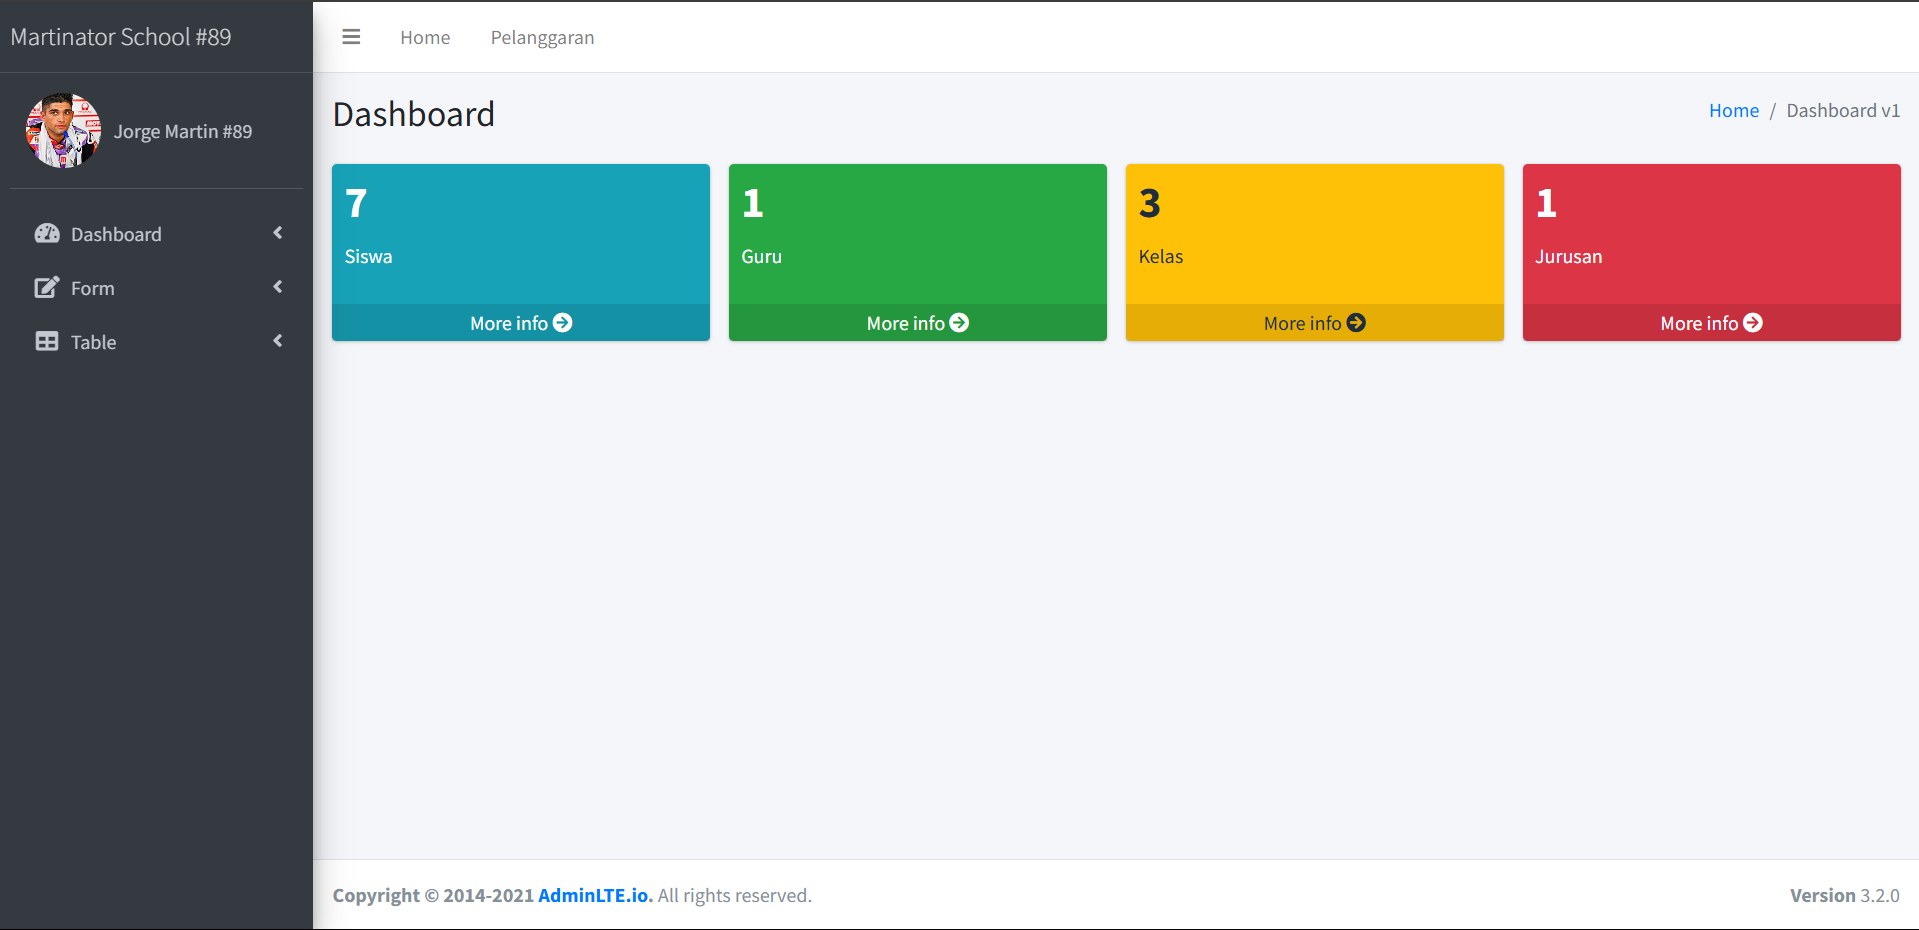 Martinator School #89
Jorge Martin #89
Dashboard
Form
Table
Home
Pelanggaran
Dashboard
Home / Dashboard v1
7
Siswa
More info
1
Guru
More info
3
Kelas
More info
1
Jurusan
More info
Copyright © 2014-2021 AdminLTE.io. All rights reserved.
Version 3.2.0